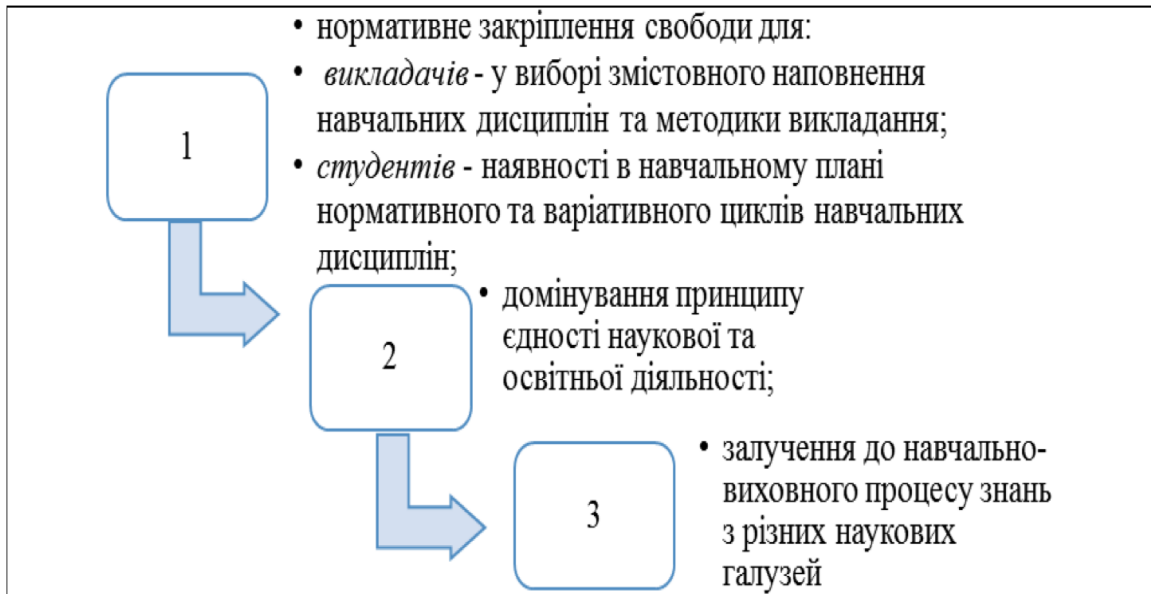 • нормативне закріплення свободи для:
• викладачів - у виборі змістовного наповнення
навчальних дисциплін та методики викладання;
• студентів - наявності в навчальному плані
нормативного та варіативного циклів навчальних
дисциплін;
1
• домінування принципу
єдності наукової та
освітньої діяльності;
2
• залучення до навчально-
виховного процесу знань
з різних наукових
галузей
3